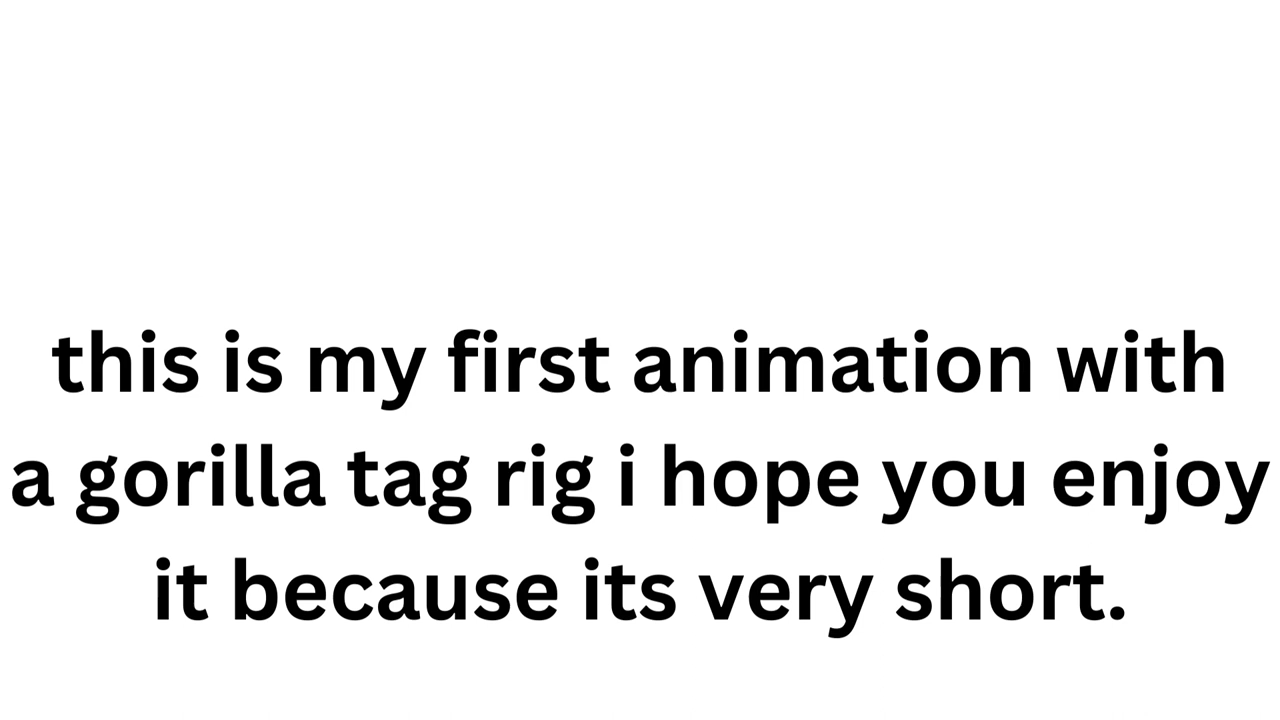 this is my first animation with
a gorilla tag rig i hope you enjoy
it because its very short.